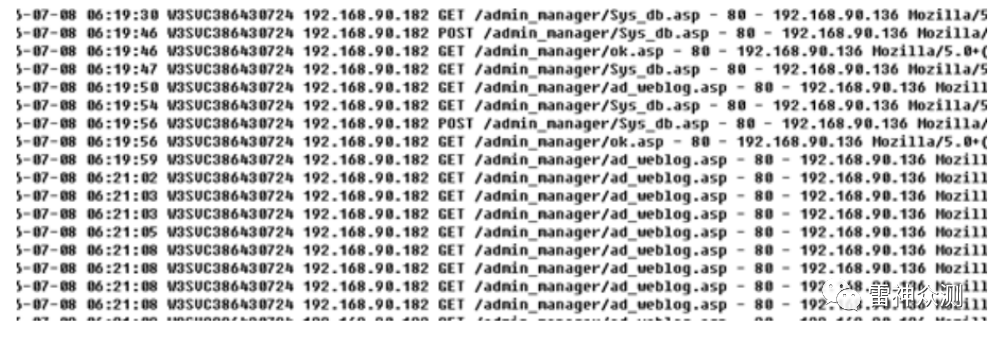 5-07-08 06:19:30 W3SVC386430724 192.168.90.182 GET /admin_manager/Sys_db.asp - 80 - 192.168.90.136 Mozilla/5
5-07-08 06:19:46 W3SVC386430724 192.168.90.182 POST /admin_manager/Sys_db.asp - 80 - 192.168.90.136 Mozilla/
5-07-08 06:19:46 W3SVC386430724 192.168.90.182 GET /admin_manager/ok.asp - 80 - 192.168.90.136 Mozilla/5.0+(
5-07-08 06:19:47 W3SVC386430724 192.168.90.182 GET /admin_manager/Sys_db.asp - 80 - 192.168.90.136 Mozilla/5
5-07-08 06:19:50 W3SVC386430724 192.168.90.182 GET /admin_manager/ad_weblog.asp - 80 - 192.168.90.136 Mozill
5-07-08 06:19:54 W3SVC386430724 192.168.90.182 GET /admin_manager/Sys_db.asp - 80 - 192.168.90.136 Mozilla/5
5-07-08 06:19:56 W3SVC386430724 192.168.90.182 POST /admin_manager/Sys_db.asp - 80 - 192.168.90.136 Mozilla/
5-07-08 06:19:56 W3SVC386430724 192.168.90.182 GET /admin_manager/ok.asp - 80 - 192.168.90.136 Mozilla/5.0+(
5-07-08 06:19:59 W3SVC386430724 192.168.90.182 GET /admin_manager/ad_weblog.asp - 80 - 192.168.90.136 Mozill
5-07-08 06:21:02 W3SVC386430724 192.168.90.182 GET /admin_manager/ad_weblog.asp - 80 - 192.168.90.136 Mozill
5-07-08 06:21:03 W3SVC386430724 192.168.90.182 GET /admin_manager/ad_weblog.asp - 80 - 192.168.90.136 Mozill
5-07-08 06:21:03 W3SVC386430724 192.168.90.182 GET /admin_manager/ad_weblog.asp - 80 - 192.168.90.136 Mozill
5-07-08 06:21:05 W3SVC386430724 192.168.90.182 GET /admin_manager/ad_weblog.asp - 80 - 192.168.90.136 Mozill
5-07-08 06:21:08 W3SVC386430724 192.168.90.182 GET /admin_manager/ad_weblog.asp - 80 - 192.168.90.136 Mozill
5-07-08 06:21:08 W3SVC386430724 192.168.90.182 GET /admin_manager/ad_weblog.asp - 80 - 192.168.90.136 Mozill
5-07-08 06:21:08 W3SVC386430724 192.168.90.182 GET /admin_manager/ad_weblog.asp - 80 - 192.168.90.136 Mozill
5-07-08 06:21:08 W3SVC386430724 192.168.90.182 GET /admin_manager/ad_weblog.asp - 80 - 192.168.90.136
雷神众测